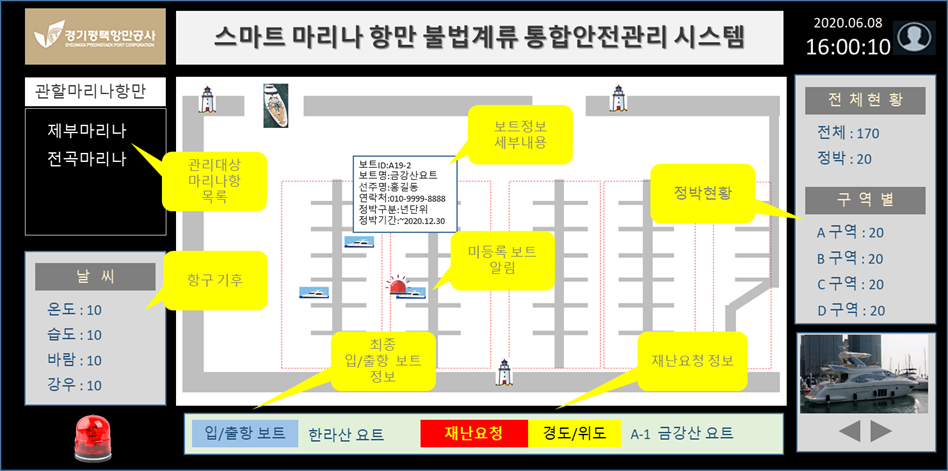 경기평택항만공사
GYEONGGI PYEONGTAEK PORT CORPORATION
스마트 마리나 항만 불법계류 통합안전관리 시스템
2020.06.08
16:00:10
관할마리나항만
제부마리나
전곡마리나
관리대상
마리나항
목록
날 씨
온도 : 10
습도 : 10
바람 : 10
강우 : 10
항구 기후
보트정보
세부내용
보트ID:A19-2
보트명:금강산요트
선주명:홍길동
연락처:010-9999-8888
정박구분:년단위
정박기간:~2020.12.30
미등록 보트
알림
최종
입/출항 보트
정보
재난요청 정보
정박현황
전 체 현 황
전체 : 170
정박 : 20
구 역 별
A 구역 : 20
B 구역 : 20
C 구역 : 20
D 구역 : 20
입/출항 보트
한라산 요트
재난요청
경도/위도
A-1 금강산 요트